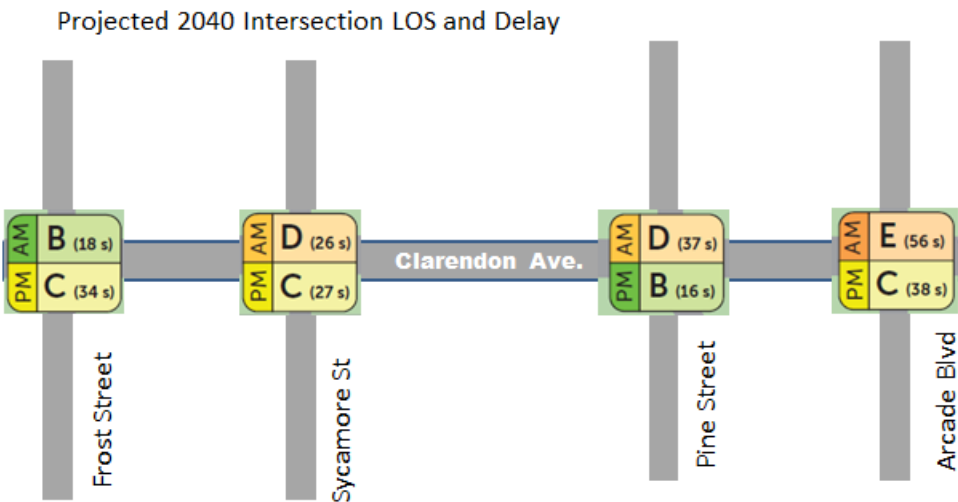 Projected 2040 Intersection LOS and Delay
AM B (18 s)
PM C (34 s)
AM D (26 s)
PM C (27 s)
Clarendon Ave.
AM D (37 s)
PM B (16 s)
AM E (56 s)
PM C (38 s)
Frost Street
Sycamore St
Pine Street
Arcade Blvd